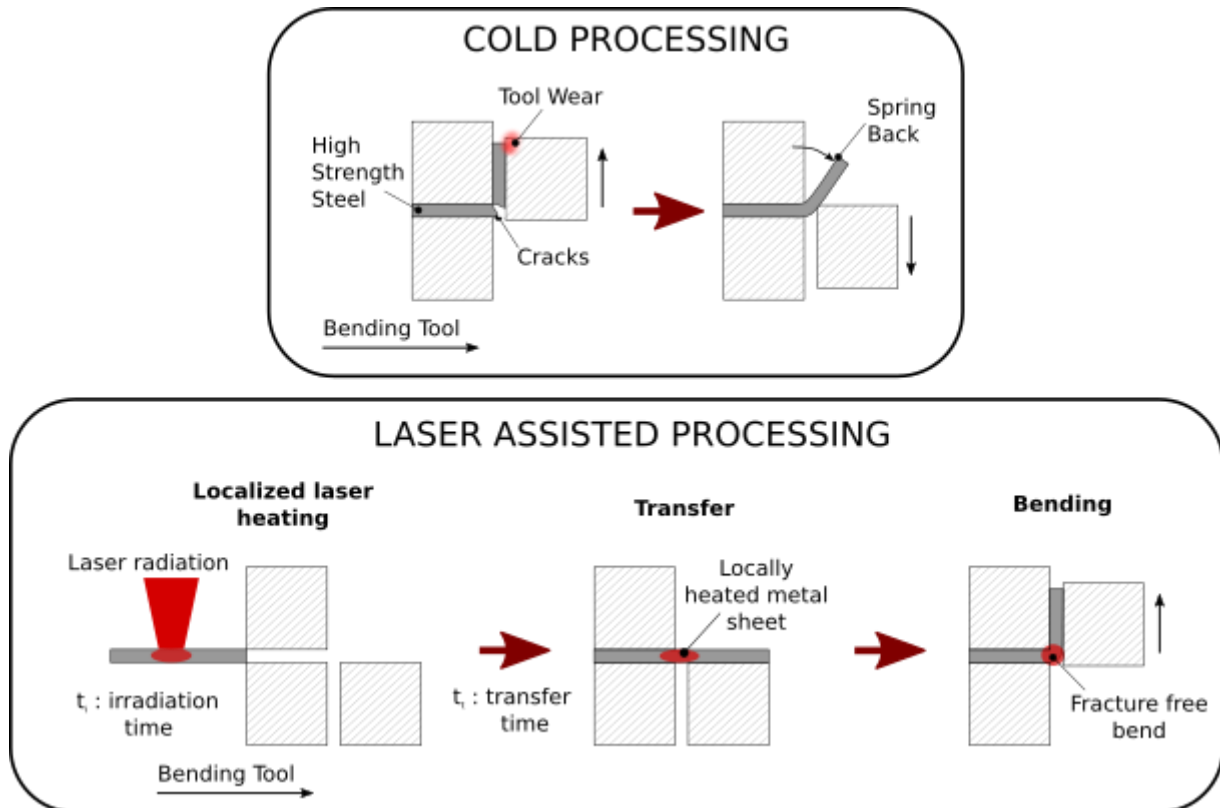 COLD PROCESSING
Tool Wear
High
Strength
Steel
Cracks
Spring
Back
Bending Tool
LASER ASSISTED PROCESSING
Localized laser
heating
Laser radiation
tᵢ : irradiation
time
Bending Tool
Transfer
Locally
heated metal
sheet
tₜ : transfer
time
Bending
Fracture free
bend